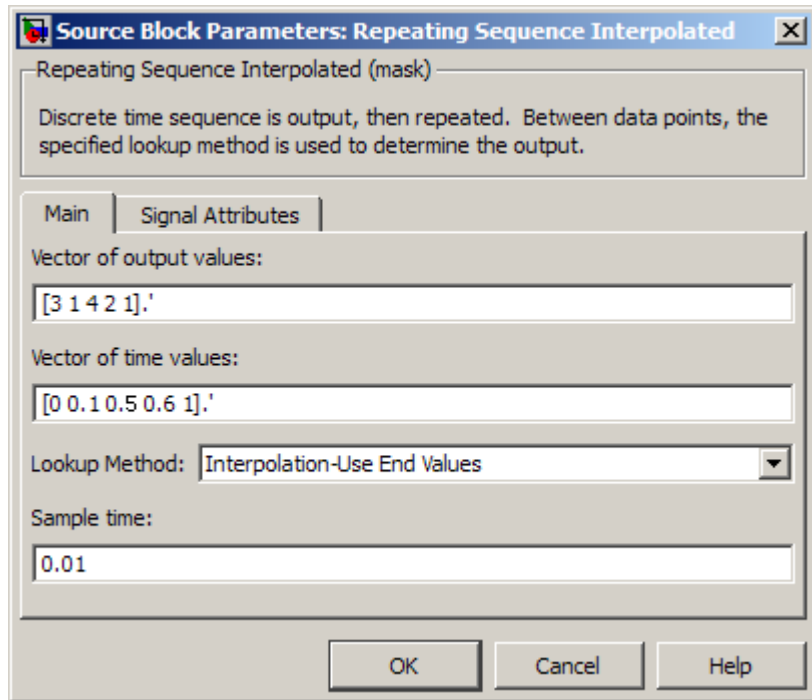 Source Block Parameters: Repeating Sequence Interpolated
Repeating Sequence Interpolated (mask)
Discrete time sequence is output, then repeated. Between data points, the
specified lookup method is used to determine the output.
Main
Signal Attributes
Vector of output values:
[3 1 4 2 1].'
Vector of time values:
[0 0.1 0.5 0.6 1].'
Lookup Method: Interpolation-Use End Values
Sample time:
0.01
OK
Cancel
Help